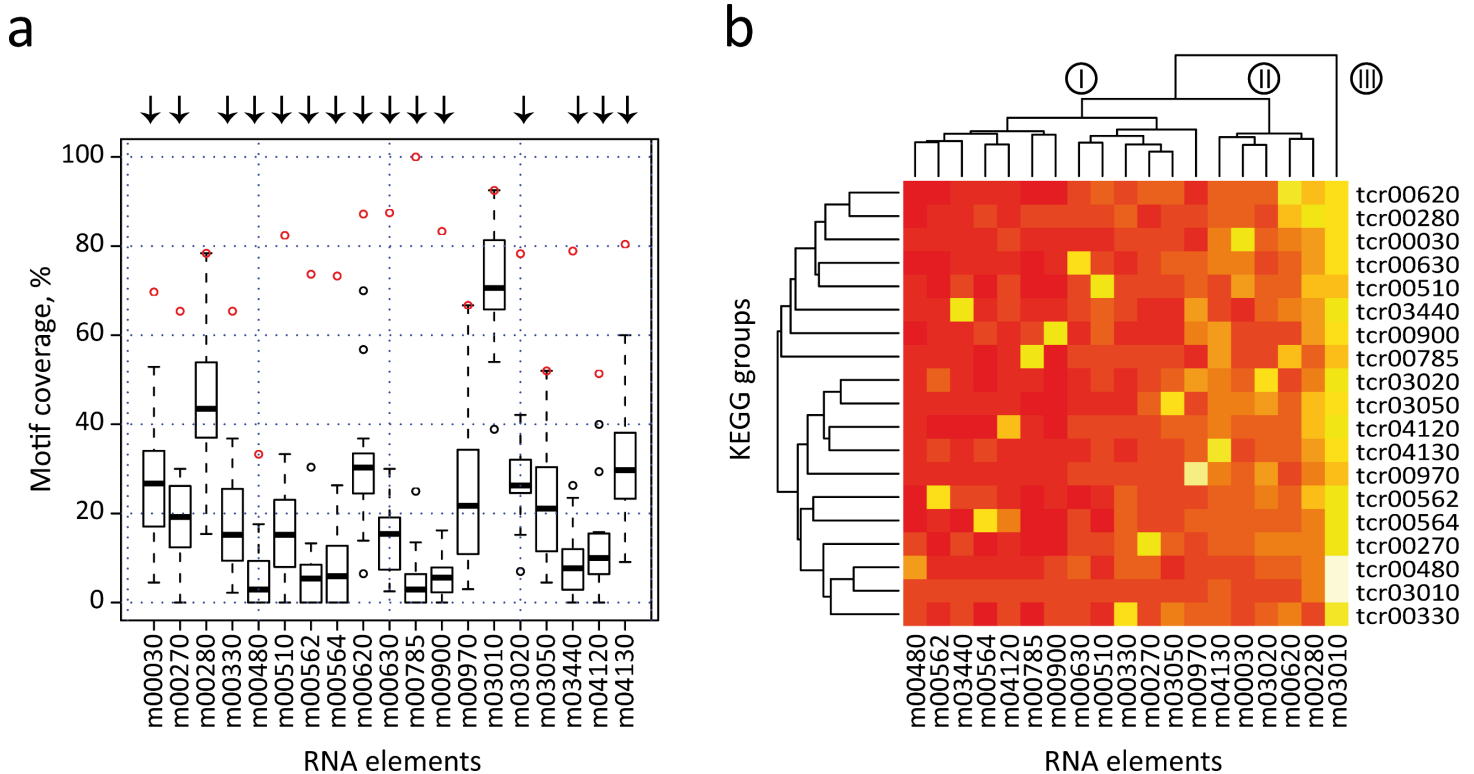 a
b
Motif coverage, %
100
80
60
40
20
0
m00030
m00270
m00280
m00330
m00480
m00510
m00562
m00564
m00620
m00630
m00785
m00900
m00970
m03010
m03020
m03050
m03440
m04120
m04130
RNA elements
I
II
III
KEGG groups
tcr00620
tcr00280
tcr00030
tcr00630
tcr00510
tcr03440
tcr00900
tcr00785
tcr03020
tcr03050
tcr04120
tcr04130
tcr00970
tcr00562
tcr00564
tcr00270
tcr00480
tcr03010
tcr00330
m00480
m00562
m03440
m00564
m04120
m00785
m00900
m00630
m00510
m00330
m00270
m03050
m00970
m04130
m00030
m03020
m00620
m00280
m03010
RNA elements